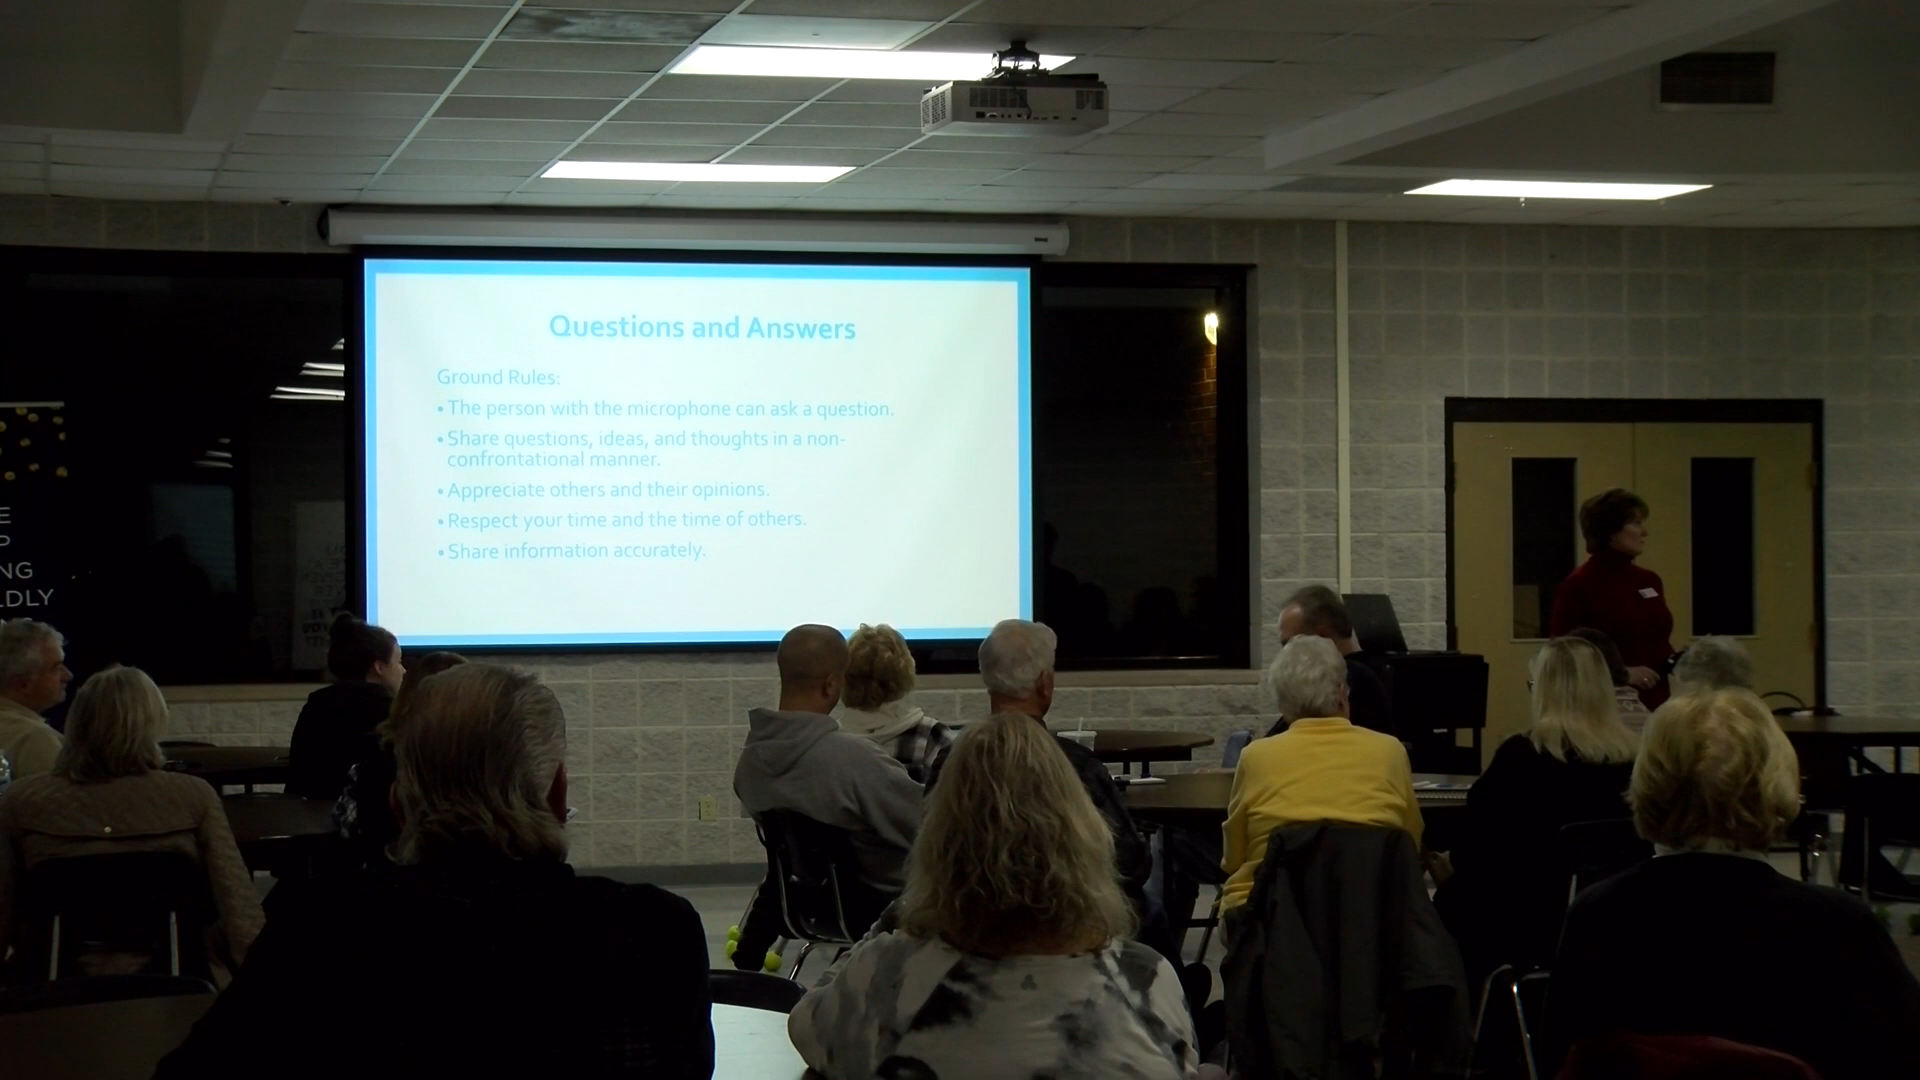 Questions and Answers
Ground Rules:
• The person with the microphone can ask a question.
• Share questions, ideas, and thoughts in a non-
confrontational manner.
• Appreciate others and their opinions.
• Respect your time and the time of others.
• Share information accurately.
E
P
NG
LDLY